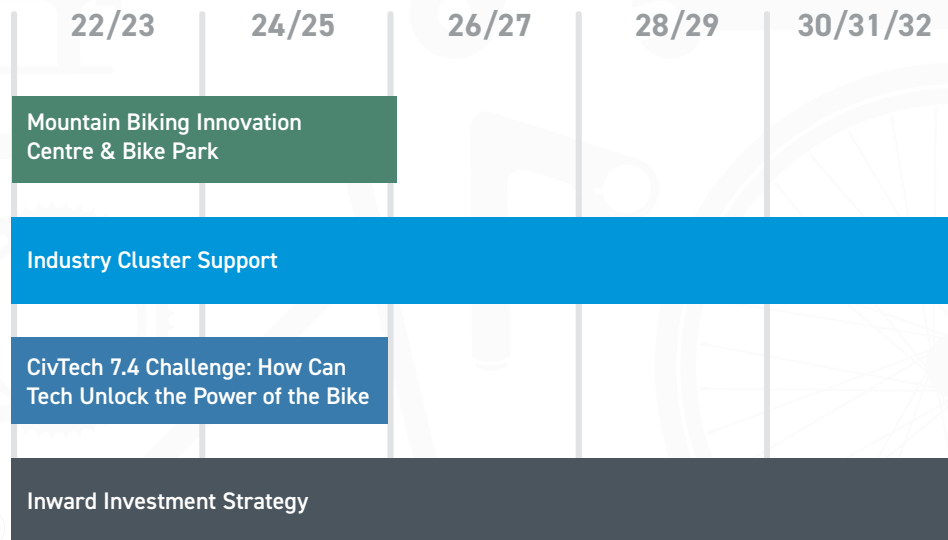 22/23 24/25 26/27 28/29 30/31/32
Mountain Biking Innovation
Centre & Bike Park
Industry Cluster Support
CivTech 7.4 Challenge: How Can
Tech Unlock the Power of the Bike
Inward Investment Strategy